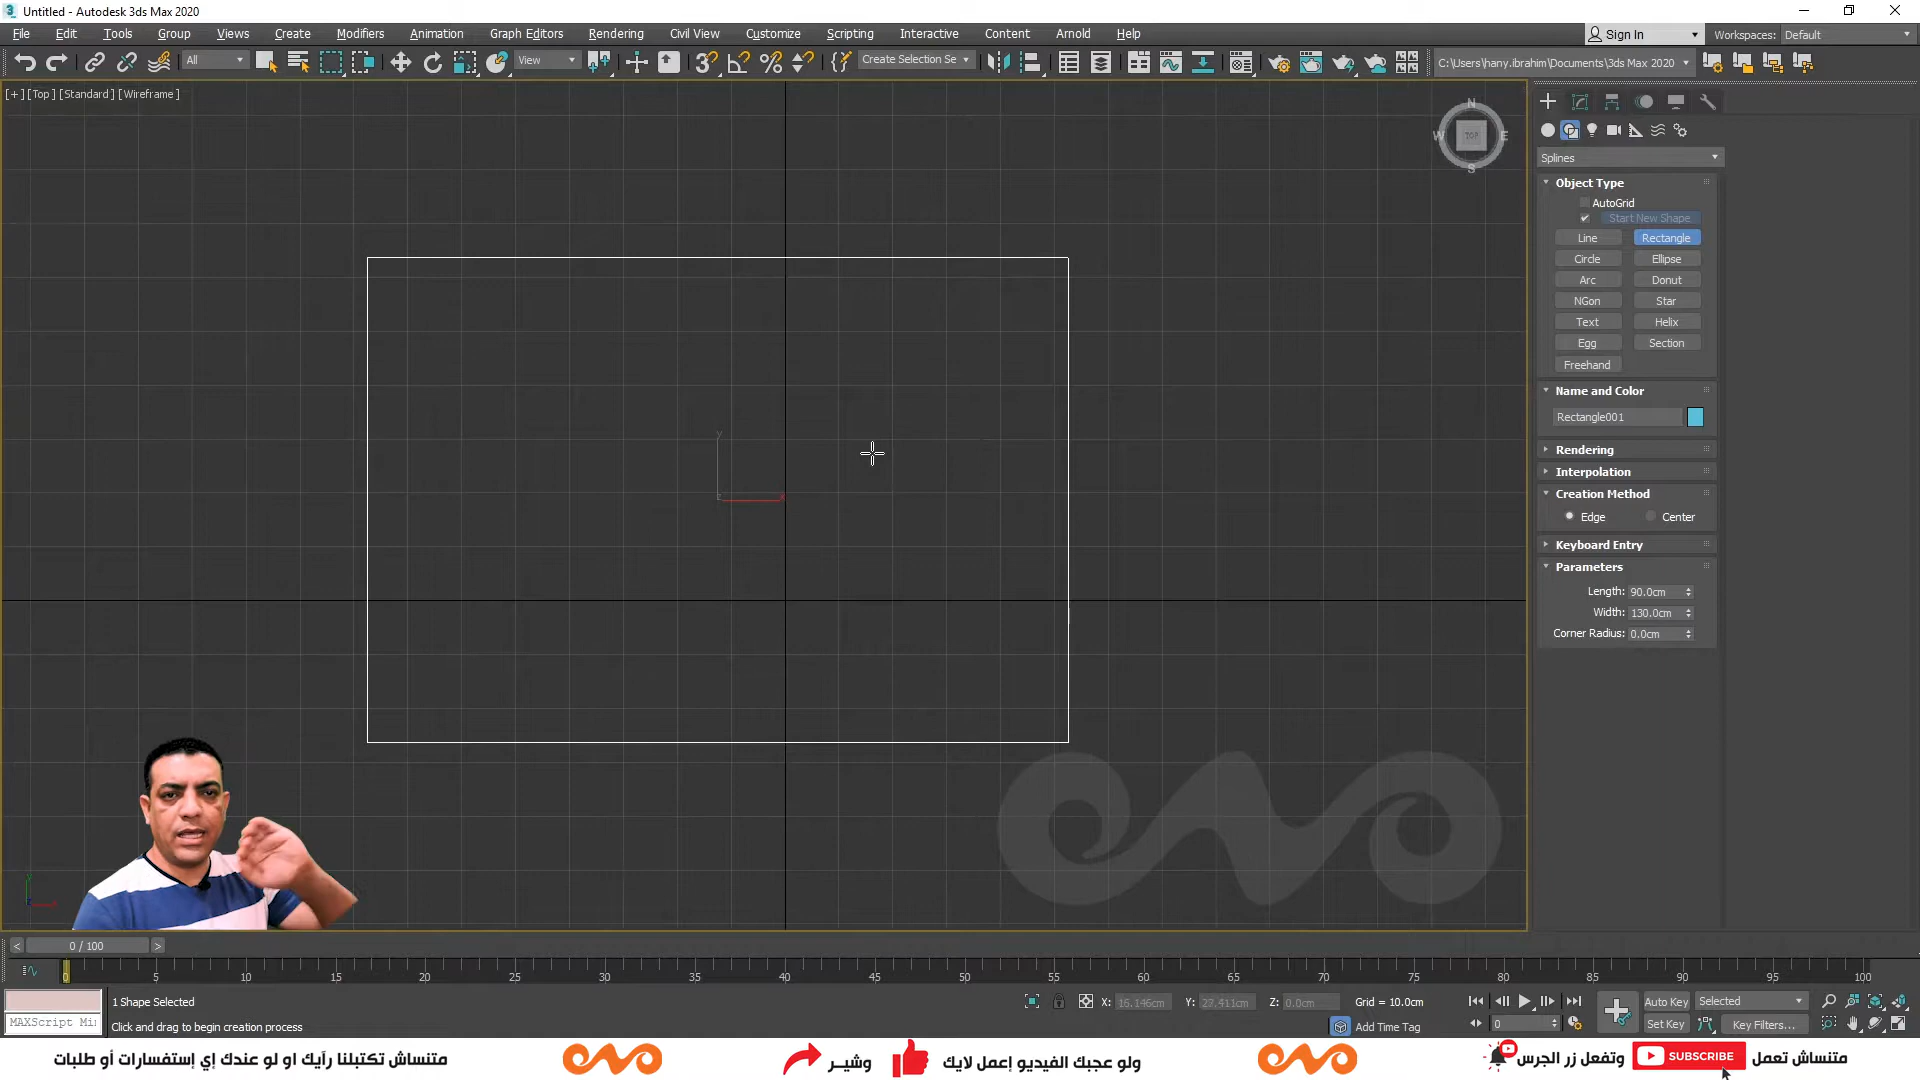 Untitled - Autodesk 3ds Max 2020
File Edit Tools Group Views Create Modifiers Animation Graph Editors Rendering Civil View Customize Scripting Interactive Content Arnold Help
Sign In
Workspaces: Default
All
View
Create Selection Se
C:\Users\hany.ibrahim\Documents\3ds Max 2020
[+] [Top] [Standard] [Wireframe]
N
W TOP E
S
Splines
Object Type
AutoGrid
Start New Shape
Line Rectangle
Circle Ellipse
Arc Donut
NGon Star
Text Helix
Egg Section
Freehand
Name and Color
Rectangle001
Rendering
Interpolation
Creation Method
Edge Center
Keyboard Entry
Parameters
Length: 90.0cm
Width: 130.0cm
Corner Radius: 0.0cm
< 0 / 100 >
0 5 10 15 20 25 30 35 40 45 50 55 60 65 70 75 80 85 90 95 100
1 Shape Selected
X: 16.146cm Y: 27.411cm Z: 0.0cm Grid = 10.0cm
Auto Key Selected
MAXScript Mi
Click and drag to begin creation process
Add Time Tag
0
Set Key Key Filters...
متنساش تعمل SUBSCRIBE وتفعل زر الجرس
ولو عجبك الفيديو إعمل لايك وشير
متنساش تكتبلنا رآيك او لو عندك إي إستفسارات أو طلبات